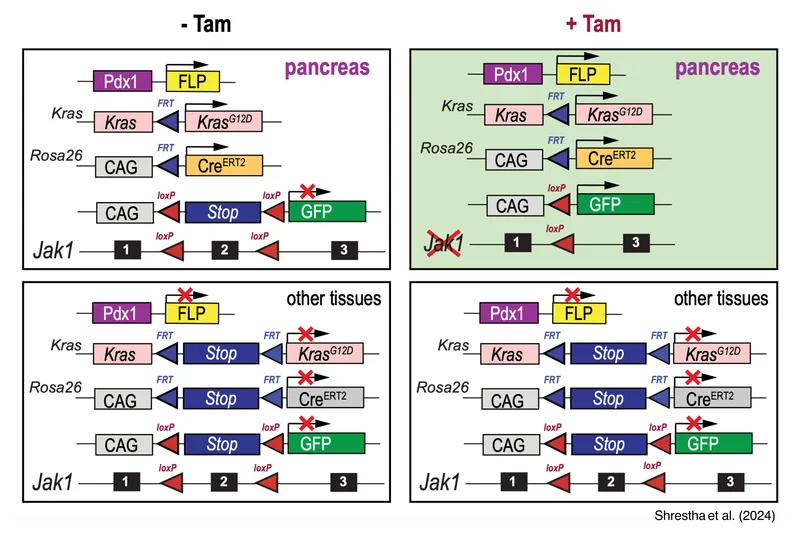 - Tam
+ Tam
pancreas
Pdx1 FLP
FRT
Kras Kras Kras^G12D
FRT
Rosa26 CAG Cre^ERT2
loxP loxP
CAG Stop GFP
loxP loxP
Jak1 1 2 3
pancreas
Pdx1 FLP
FRT
Kras Kras Kras^G12D
FRT
Rosa26 CAG Cre^ERT2
loxP
CAG GFP
loxP
Jak1 1 3
other tissues
Pdx1 FLP
FRT FRT
Kras Kras Stop Kras^G12D
FRT FRT
Rosa26 CAG Stop Cre^ERT2
loxP loxP
CAG Stop GFP
loxP loxP
Jak1 1 2 3
other tissues
Pdx1 FLP
FRT FRT
Kras Kras Stop Kras^G12D
FRT FRT
Rosa26 CAG Stop Cre^ERT2
loxP loxP
CAG Stop GFP
loxP loxP
Jak1 1 2 3
Shrestha et al. (2024)